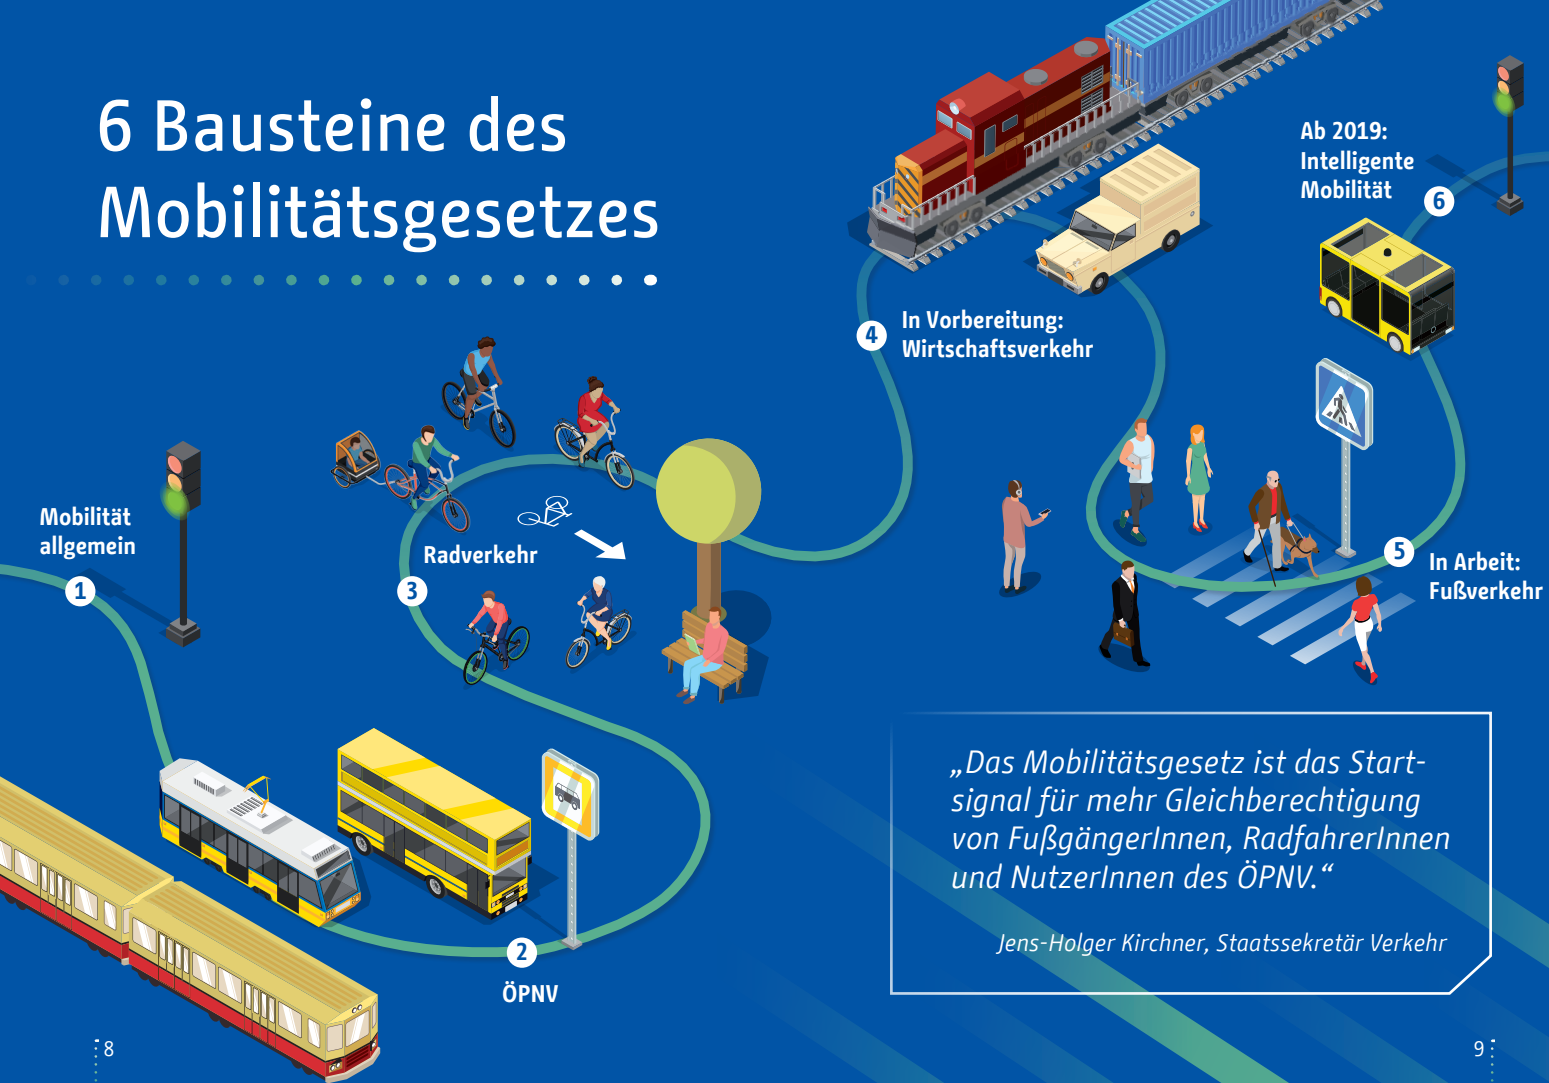 6 Bausteine des
Mobilitätsgesetzes
Mobilität
allgemein
1
2
ÖPNV
3
Radverkehr
4
In Vorbereitung:
Wirtschaftsverkehr
5
In Arbeit:
Fußverkehr
Ab 2019:
Intelligente
Mobilität
6
„Das Mobilitätsgesetz ist das Start-
signal für mehr Gleichberechtigung
von FußgängerInnen, RadfahrerInnen
und NutzerInnen des ÖPNV.“
Jens-Holger Kirchner, Staatssekretär Verkehr
8
9